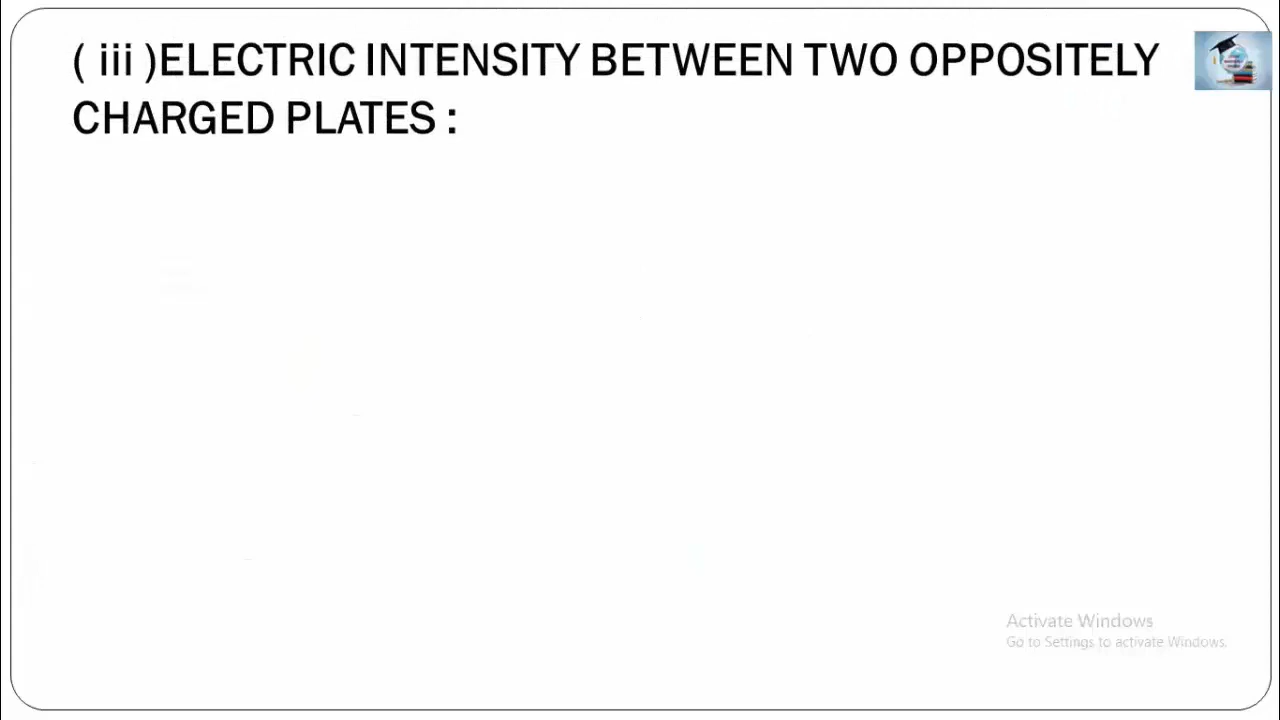 ( iii )ELECTRIC INTENSITY BETWEEN TWO OPPOSITELY
CHARGED PLATES :
Activate Windows
Go to Settings to activate Windows.